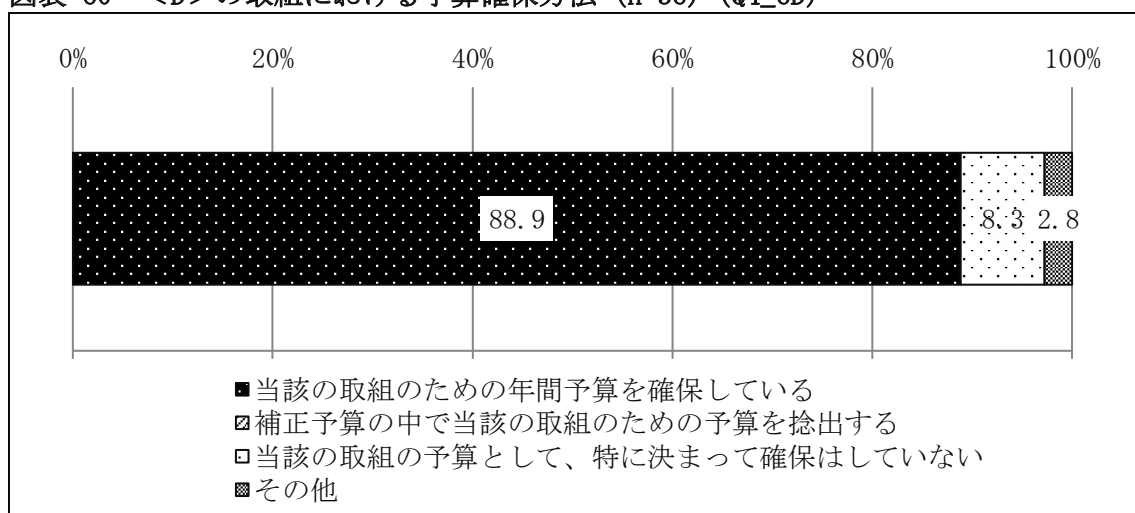 0% 20% 40% 60% 80% 100%
88.9 8.3 2.8
当該の取組のための年間予算を確保している
補正予算の中で当該の取組のための予算を捻出する
当該の取組の予算として、特に決まって確保はしていない
その他